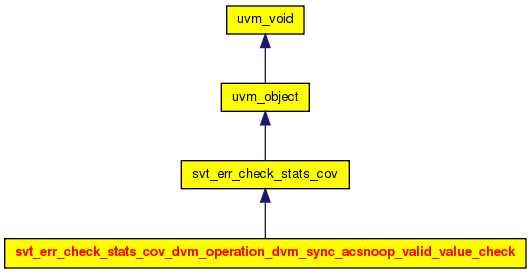 uvm_void
uvm_object
svt_err_check_stats_cov
svt_err_check_stats_cov_dvm_operation_dvm_sync_acsnoop_valid_value_check